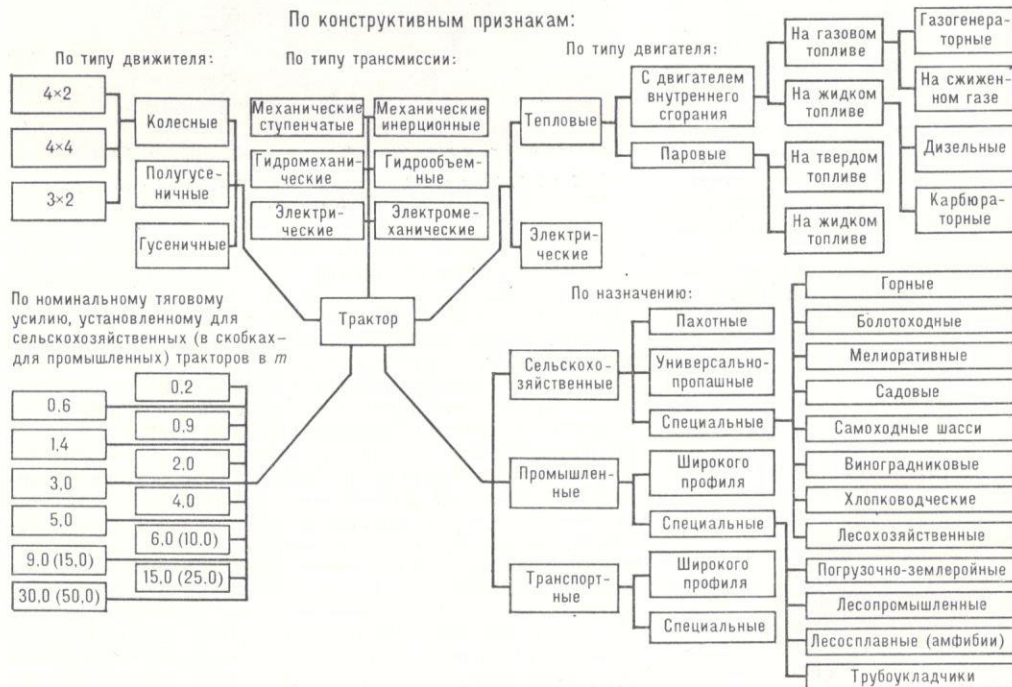 По конструктивным признакам:
По типу движителя:
4×2
4×4
3×2
Колесные
Полугусе-
ничные
Гусеничные
По типу трансмиссии:
Механические
ступенчатые
Механические
инерционные
Гидромехани-
ческие
Гидрообъем-
ные
Электри-
ческие
Электроме-
ханические
По типу двигателя:
Тепловые
Электри-
ческие
С двигателем
внутреннего
сгорания
Паровые
На газовом
топливе
На жидком
топливе
На твердом
топливе
На жидком
топливе
Газогенера-
торные
На сжижен-
ном газе
Дизельные
Карбюра-
торные
Трактор
По номинальному тяговому
усилию, установленному для
сельскохозяйственных (в скобках—
для промышленных) тракторов в т
0,2
0,6
0,9
1,4
2,0
3,0
4,0
5,0
6,0 (10,0)
9,0 (15,0)
15,0 (25,0)
30,0 (50,0)
По назначению:
Сельскохо-
зяйственные
Пахотные
Универсально-
пропашные
Специальные
Промышлен-
ные
Широкого
профиля
Специальные
Транспорт-
ные
Широкого
профиля
Специальные
Горные
Болотоходные
Мелиоративные
Садовые
Самоходные шасси
Виноградниковые
Хлопководческие
Лесохозяйственные
Погрузочно-землеройные
Лесопромышленные
Лесосплавные (амфибии)
Трубоукладчики